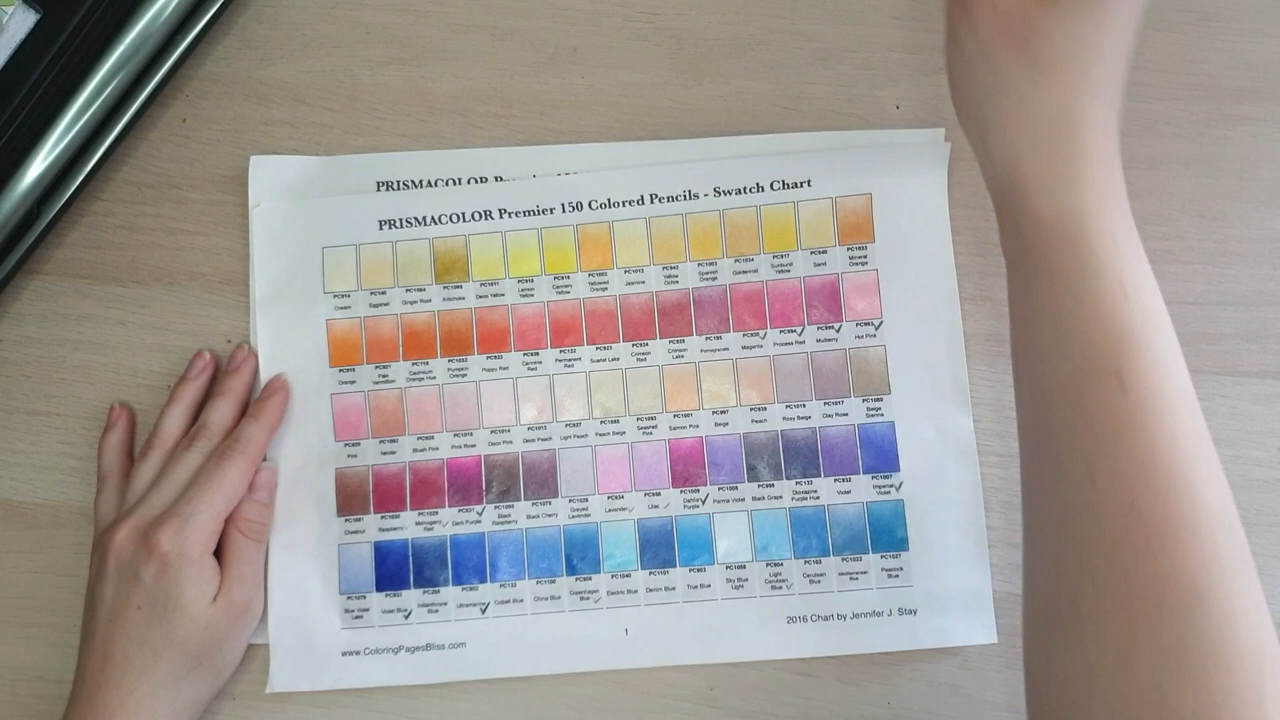 PRISMACOLOR
PRISMACOLOR Premier 150 Colored Pencils - Swatch Chart
PC914 PC140 PC1084 PC1095 PC1011 PC915 PC916 PC1002 PC1012 PC942 PC1003 PC1034 PC917 PC940 PC1033
Cream Eggshell Ginger Root Artichoke Deco Yellow Lemon Yellow Canary Yellow Yellowed Orange Jasmine Yellow Ochre Spanish Orange Goldenrod Sunburst Yellow Sand Mineral Orange
PC918 PC921 PC118 PC1032 PC922 PC926 PC122 PC923 PC924 PC925 PC195 PC930 PC994 PC995 PC993
Orange Pale Vermilion Cadmium Orange Hue Pumpkin Orange Poppy Red Carmine Red Permanent Red Scarlet Lake Crimson Red Crimson Lake Pomegranate Magenta Process Red Mulberry Hot Pink
PC929 PC1092 PC928 PC1018 PC1014 PC1013 PC927 PC1085 PC1093 PC1001 PC997 PC939 PC1019 PC1017 PC1080
Pink Nectar Blush Pink Pink Rose Deco Pink Deco Peach Light Peach Peach Beige Seashell Pink Salmon Pink Beige Peach Rosy Beige Clay Rose Beige Sienna
PC1081 PC1030 PC1029 PC931 PC1095 PC1078 PC1026 PC934 PC956 PC1009 PC1008 PC996 PC132 PC932 PC1007
Chestnut Raspberry Mahogany Red Dark Purple Black Raspberry Black Cherry Greyed Lavender Lavender Lilac Dahlia Purple Parma Violet Black Grape Dioxazine Purple Hue Violet Imperial Violet
PC1079 PC933 PC208 PC902 PC133 PC1100 PC906 PC1040 PC1101 PC903 PC1086 PC904 PC103 PC1022 PC1027
Blue Violet Lake Violet Blue Indanthrone Blue Ultramarine Cobalt Blue China Blue Copenhagen Blue Electric Blue Denim Blue True Blue Sky Blue Light Light Cerulean Blue Cerulean Blue Mediterranean Blue Peacock Blue
www.ColoringPagesBliss.com
1
2016 Chart by Jennifer J. Stay